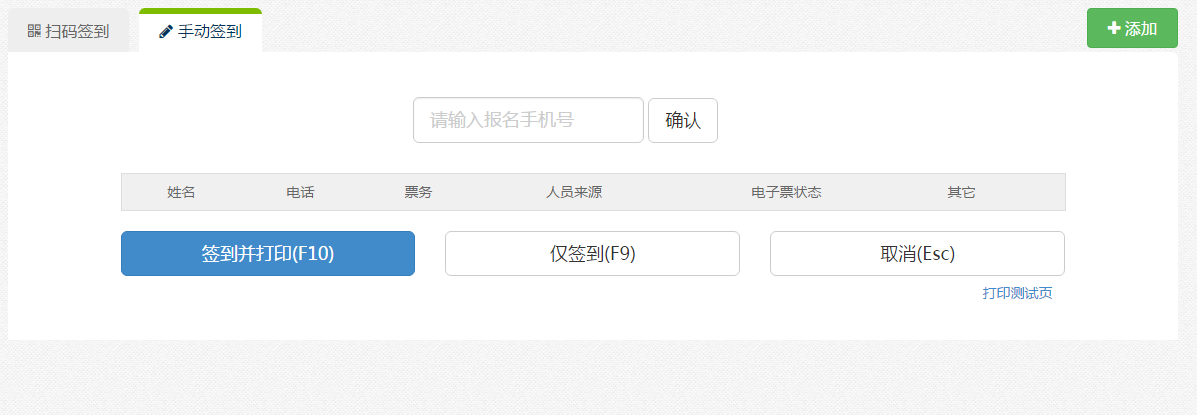 扫码签到
手动签到
添加
请输入报名手机号
确认
姓名 电话 票务 人员来源 电子票状态 其它
签到并打印(F10)
仅签到(F9)
取消(Esc)
打印测试页